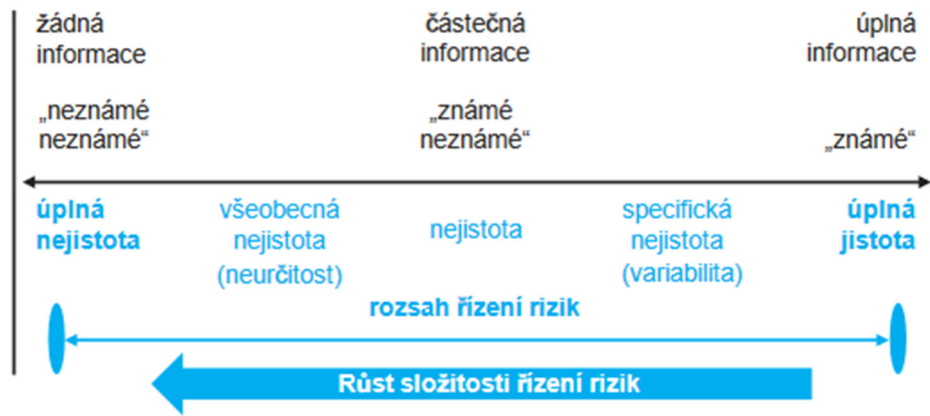 žádná
informace
částečná
informace
úplná
informace
„neznámé
neznámé“
„známé
neznámé“
„známé“
úplná
nejistota
všeobecná
nejistota
(neurčitost)
nejistota
specifická
nejistota
(variabilita)
úplná
jistota
rozsah řízení rizik
Růst složitosti řízení rizik